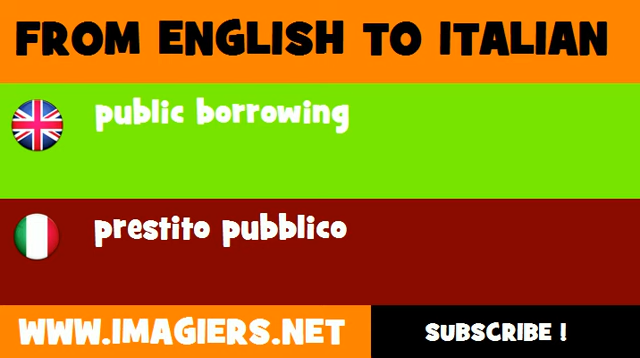 FROM ENGLISH TO ITALIAN
public borrowing
prestito pubblico
WWW.IMAGIERS.NET
SUBSCRIBE !